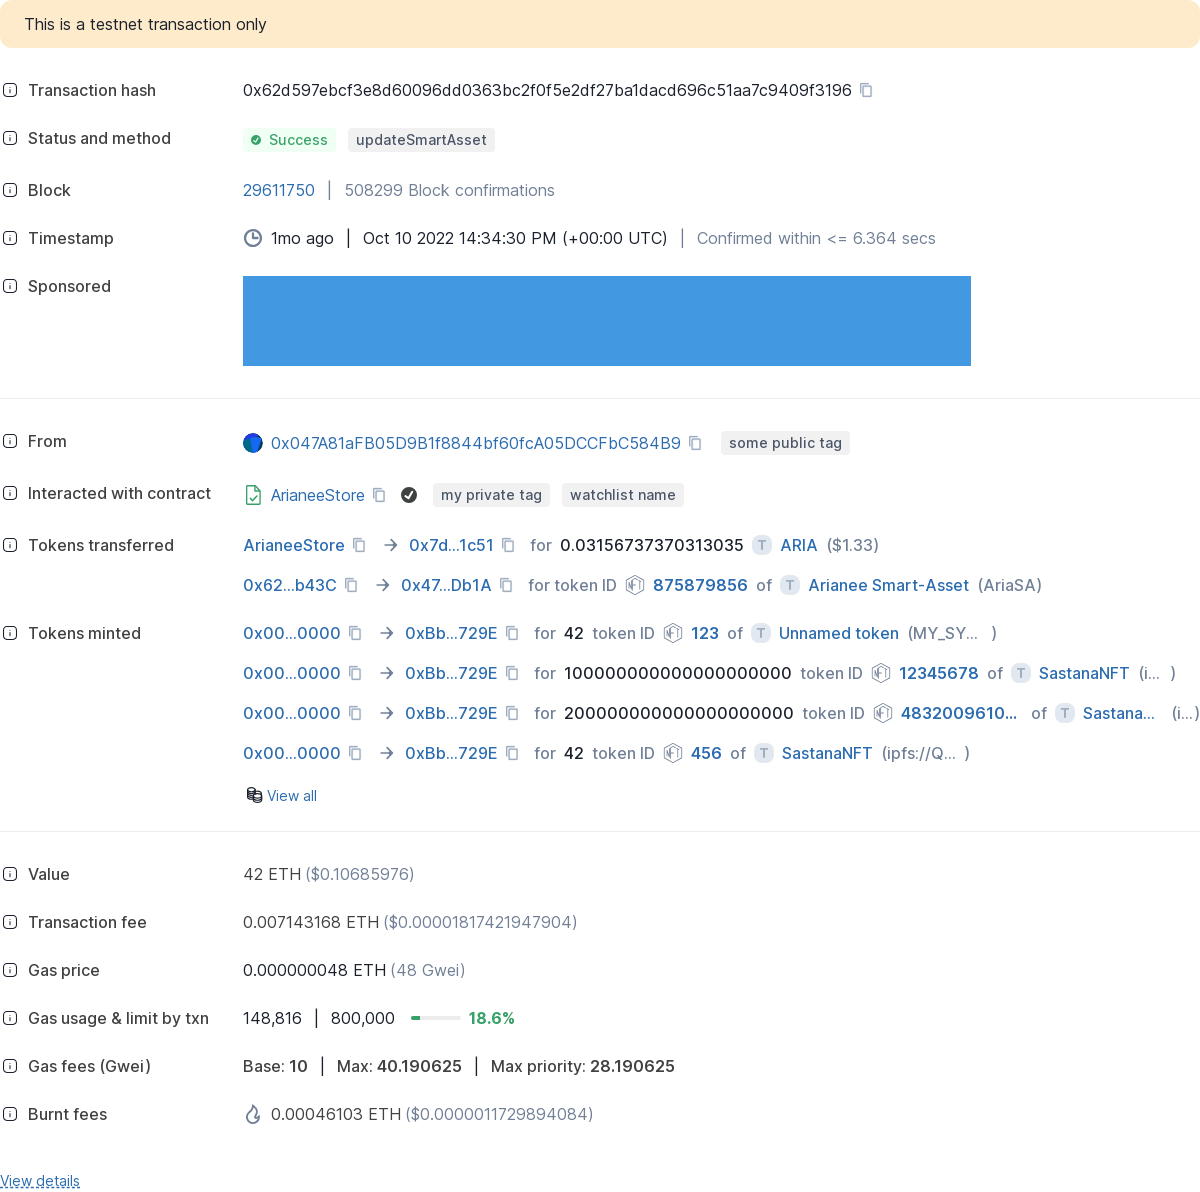 This is a testnet transaction only
Transaction hash 0x62d597ebcf3e8d60096dd0363bc2f0f5e2df27ba1dacd696c51aa7c9409f3196
Status and method Success updateSmartAsset
Block 29611750 | 508299 Block confirmations
Timestamp 1mo ago | Oct 10 2022 14:34:30 PM (+00:00 UTC) | Confirmed within <= 6.364 secs
Sponsored
From 0x047A81aFB05D9B1f8844bf60fcA05DCCFbC584B9 some public tag
Interacted with contract ArianeeStore my private tag watchlist name
Tokens transferred ArianeeStore → 0x7d...1c51 for 0.03156737370313035 T ARIA ($1.33)
0x62...b43C → 0x47...Db1A for token ID 875879856 of T Arianee Smart-Asset (AriaSA)
Tokens minted 0x00...0000 → 0xBb...729E for 42 token ID 123 of T Unnamed token (MY_SY... )
0x00...0000 → 0xBb...729E for 100000000000000000000 token ID 12345678 of T SastanaNFT (i... )
0x00...0000 → 0xBb...729E for 200000000000000000000 token ID 4832009610... of T Sastana... (i...)
0x00...0000 → 0xBb...729E for 42 token ID 456 of T SastanaNFT (ipfs://Q... )
View all
Value 42 ETH ($0.10685976)
Transaction fee 0.007143168 ETH ($0.00001817421947904)
Gas price 0.000000048 ETH (48 Gwei)
Gas usage & limit by txn 148,816 | 800,000 18.6%
Gas fees (Gwei) Base: 10 | Max: 40.190625 | Max priority: 28.190625
Burnt fees 0.00046103 ETH ($0.0000011729894084)
View details